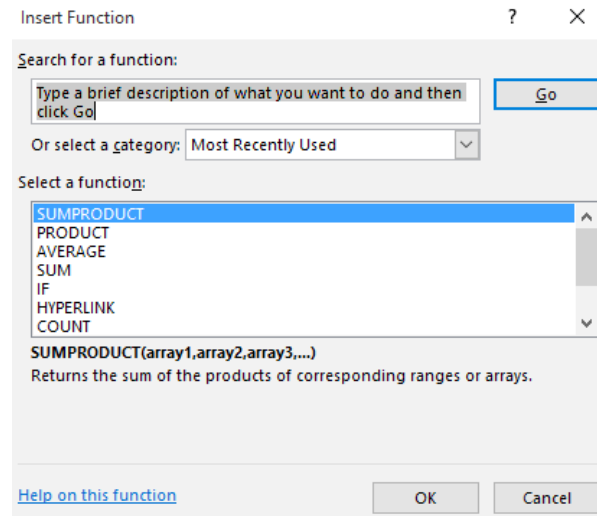 Insert Function ? ×
Search for a function:
Type a brief description of what you want to do and then
click Go
Go
Or select a category: Most Recently Used
Select a function:
SUMPRODUCT
PRODUCT
AVERAGE
SUM
IF
HYPERLINK
COUNT
SUMPRODUCT(array1,array2,array3,...)
Returns the sum of the products of corresponding ranges or arrays.
Help on this function OK Cancel